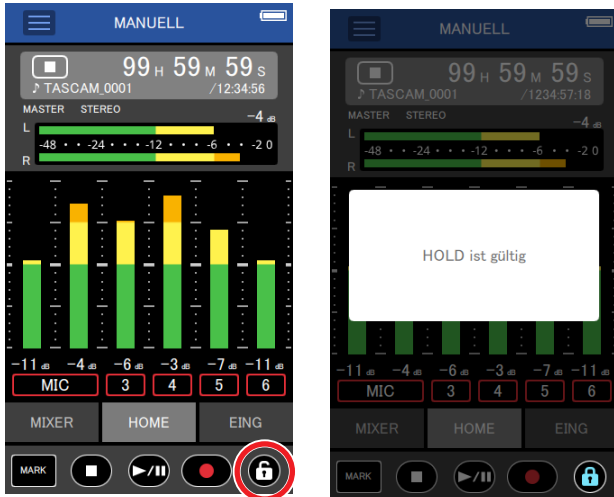 MANUELL
99 H 59 M 59 S
♪ TASCAM_0001 /12:34:56
MASTER STEREO
-4 dB
L
-48 • • -24 • • • -12 • • • -6 • • -2 0
R
-11 dB -4 dB -6 dB -3 dB -7 dB -11 dB
MIC 3 4 5 6
MIXER HOME EING
MARK
MANUELL
99 H 59 M 59 S
♪ TASCAM_0001 /1234:57:18
MASTER STEREO
-4 dB
L
-48 • • -24 • • • -12 • • • -6 • • -2 0
R
HOLD ist gültig
-11 dB -4 dB -6 dB -3 dB -7 dB -11 dB
MIC 3 4 5 6
MIXER HOME EING
MARK